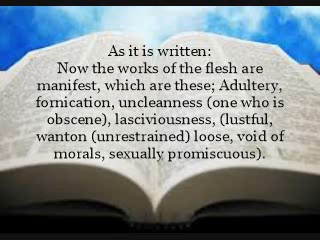 As it is written:
Now the works of the flesh are
manifest, which are these; Adultery,
fornication, uncleanness (one who is
obscene), lasciviousness, (lustful,
wanton (unrestrained) loose, void of
morals, sexually promiscuous).